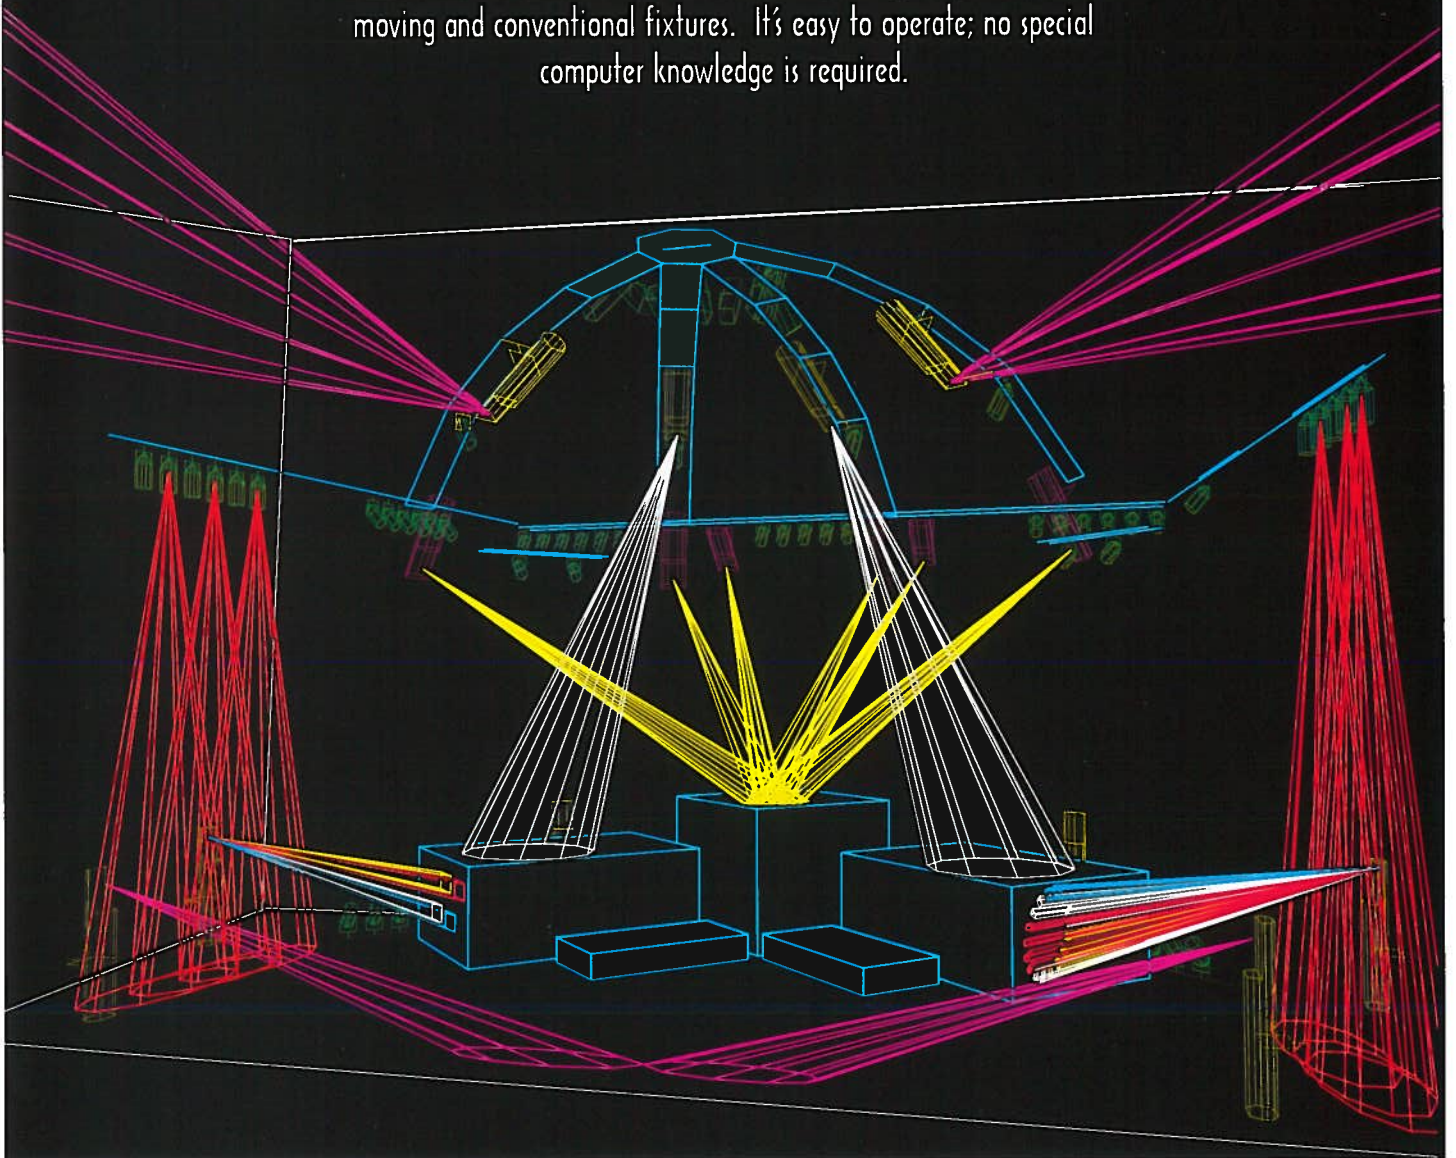 moving and conventional fixtures. It's easy to operate; no special
computer knowledge is required.